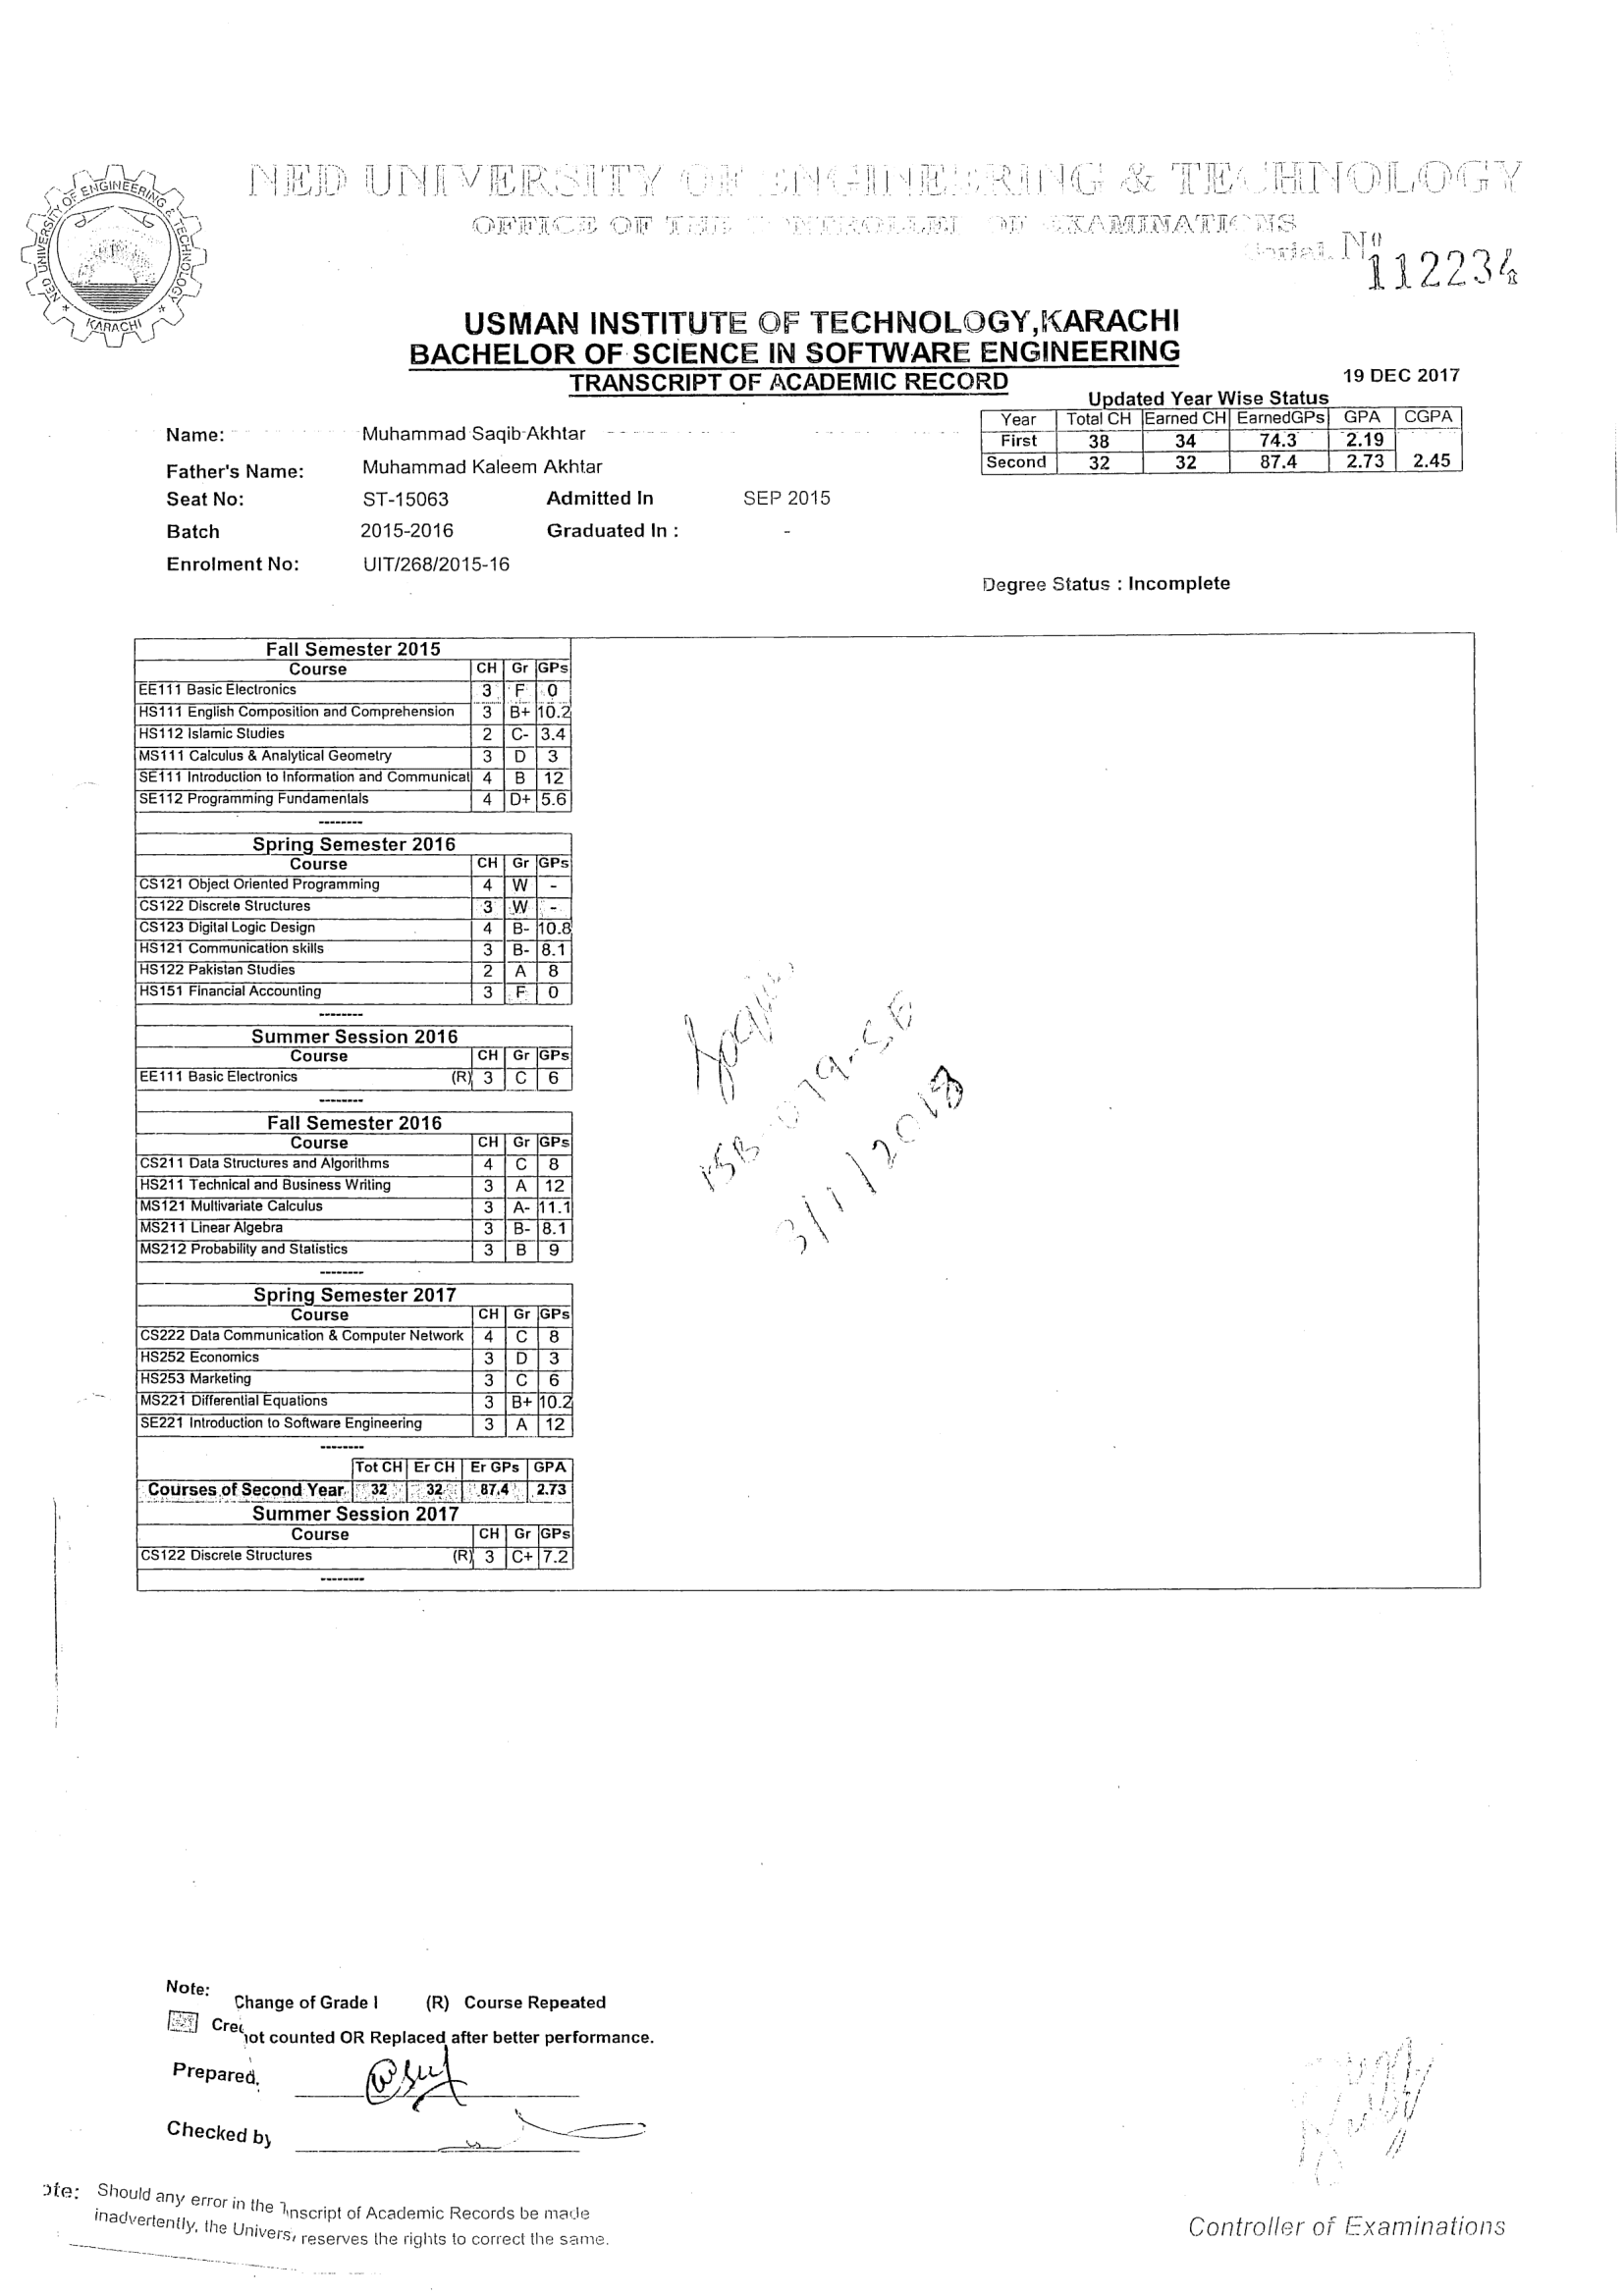 NED UNIVERSITY OF ENGINEERING & TECHNOLOGY
OFFICE OF THE CONTROLLER OF EXAMINATIONS
NED UNIVERSITY OF ENGINEERING & TECHNOLOGY
KARACHI
Serial. Nº
112234
USMAN INSTITUTE OF TECHNOLOGY,KARACHI
BACHELOR OF SCIENCE IN SOFTWARE ENGINEERING
TRANSCRIPT OF ACADEMIC RECORD
19 DEC 2017
Updated Year Wise Status
Year Total CH Earned CH EarnedGPs GPA CGPA
First 38 34 74.3 2.19
Second 32 32 87.4 2.73 2.45
Name: Muhammad Saqib Akhtar
Father's Name: Muhammad Kaleem Akhtar
Seat No: ST-15063 Admitted In SEP 2015
Batch 2015-2016 Graduated In : -
Enrolment No: UIT/268/2015-16
Degree Status : Incomplete
Fall Semester 2015
Course CH Gr GPs
EE111 Basic Electronics 3 F 0
HS111 English Composition and Comprehension 3 B+ 10.2
HS112 Islamic Studies 2 C- 3.4
MS111 Calculus & Analytical Geometry 3 D 3
SE111 Introduction to Information and Communicat 4 B 12
SE112 Programming Fundamentals 4 D+ 5.6
--------
Spring Semester 2016
Course CH Gr GPs
CS121 Object Oriented Programming 4 W -
CS122 Discrete Structures 3 W -
CS123 Digital Logic Design 4 B- 10.8
HS121 Communication skills 3 B- 8.1
HS122 Pakistan Studies 2 A 8
HS151 Financial Accounting 3 F 0
--------
Summer Session 2016
Course CH Gr GPs
EE111 Basic Electronics (R) 3 C 6
--------
Fall Semester 2016
Course CH Gr GPs
CS211 Data Structures and Algorithms 4 C 8
HS211 Technical and Business Writing 3 A 12
MS121 Multivariate Calculus 3 A- 11.1
MS211 Linear Algebra 3 B- 8.1
MS212 Probability and Statistics 3 B 9
--------
Spring Semester 2017
Course CH Gr GPs
CS222 Data Communication & Computer Network 4 C 8
HS252 Economics 3 D 3
HS253 Marketing 3 C 6
MS221 Differential Equations 3 B+ 10.2
SE221 Introduction to Software Engineering 3 A 12
--------
Tot CH Er CH Er GPs GPA
Courses of Second Year 32 32 87.4 2.73
Summer Session 2017
Course CH Gr GPs
CS122 Discrete Structures (R) 3 C+ 7.2
--------
15B-079-SE
3/1/2018
Note:
Change of Grade I (R) Course Repeated
Cre
not counted OR Replaced after better performance.
Prepared
Checked by
ote: Should any error in the Tnscript of Academic Records be made
inadvertently, the Univers, reserves the rights to correct the same.
Controller of Examinations